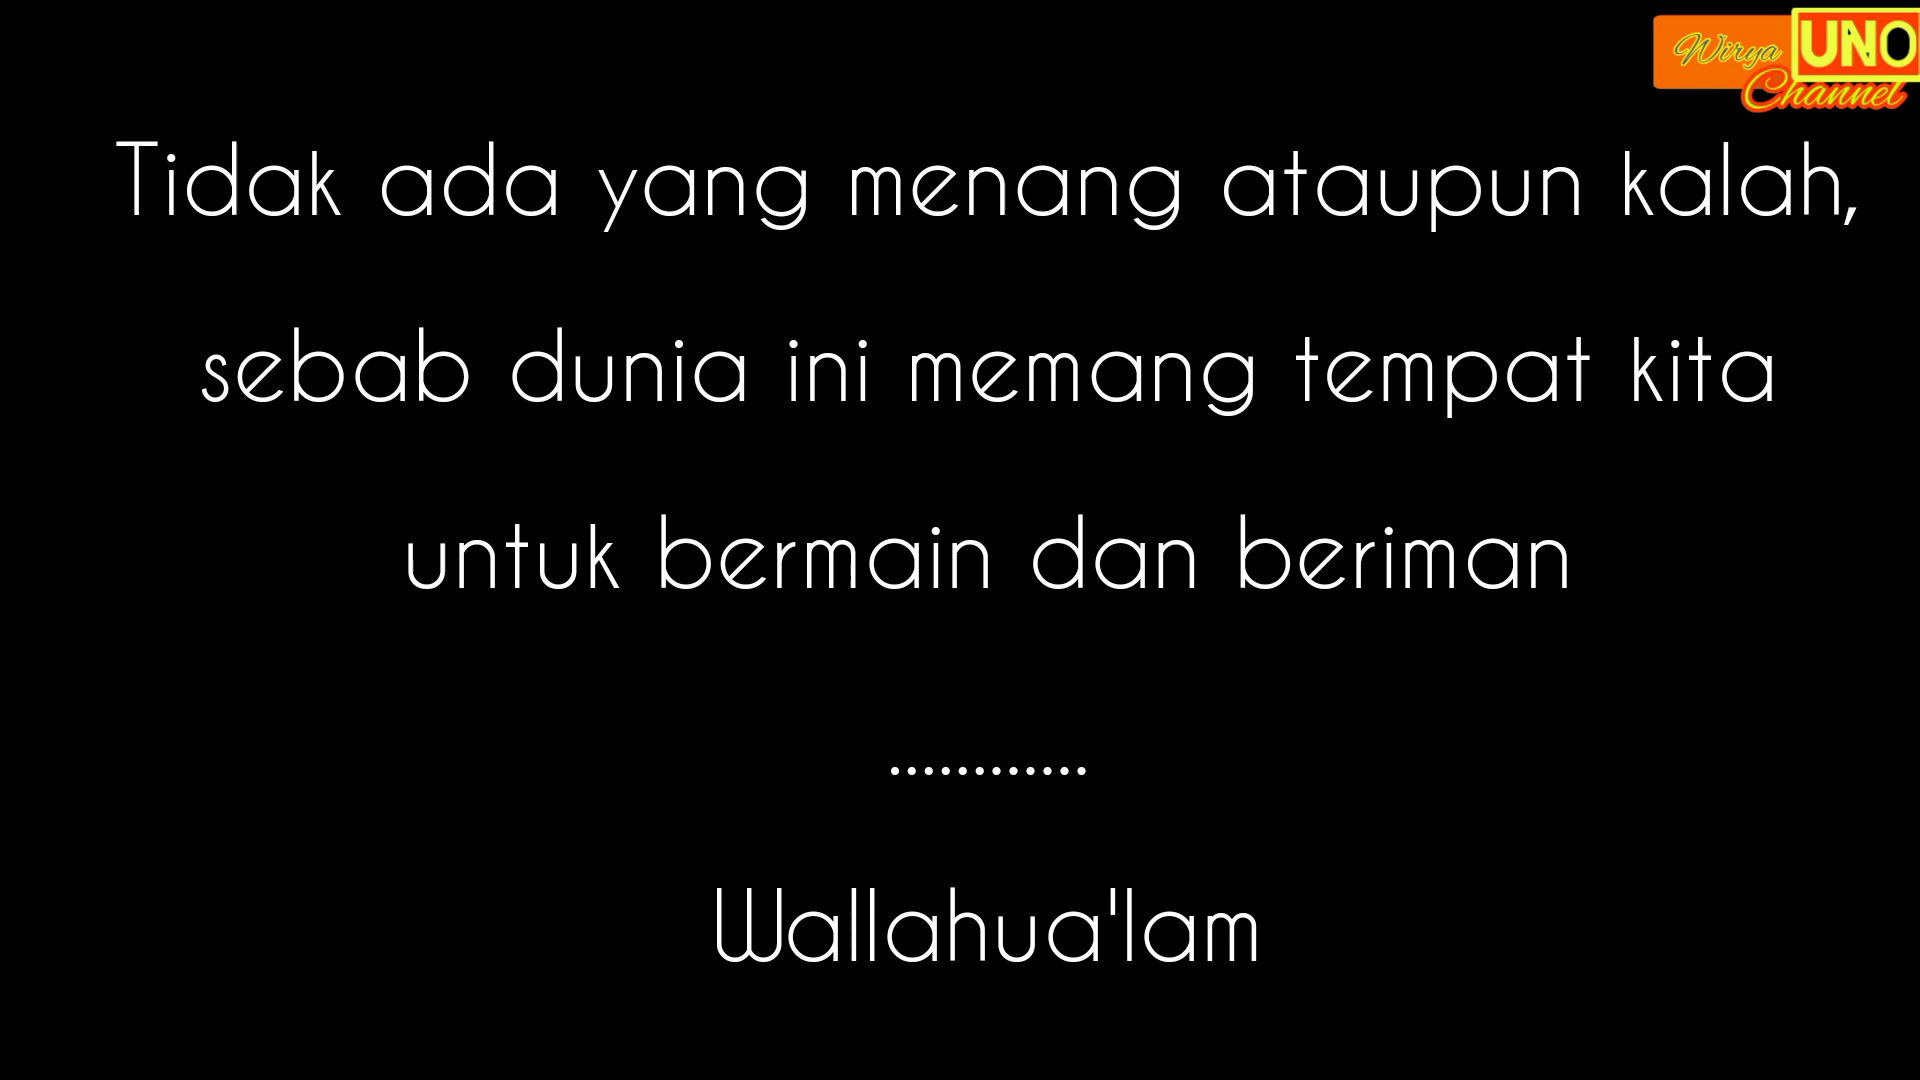 Wirya UNO
Channel
Tidak ada yang menang ataupun kalah,
sebab dunia ini memang tempat kita
untuk bermain dan beriman
............
Wallahua'lam